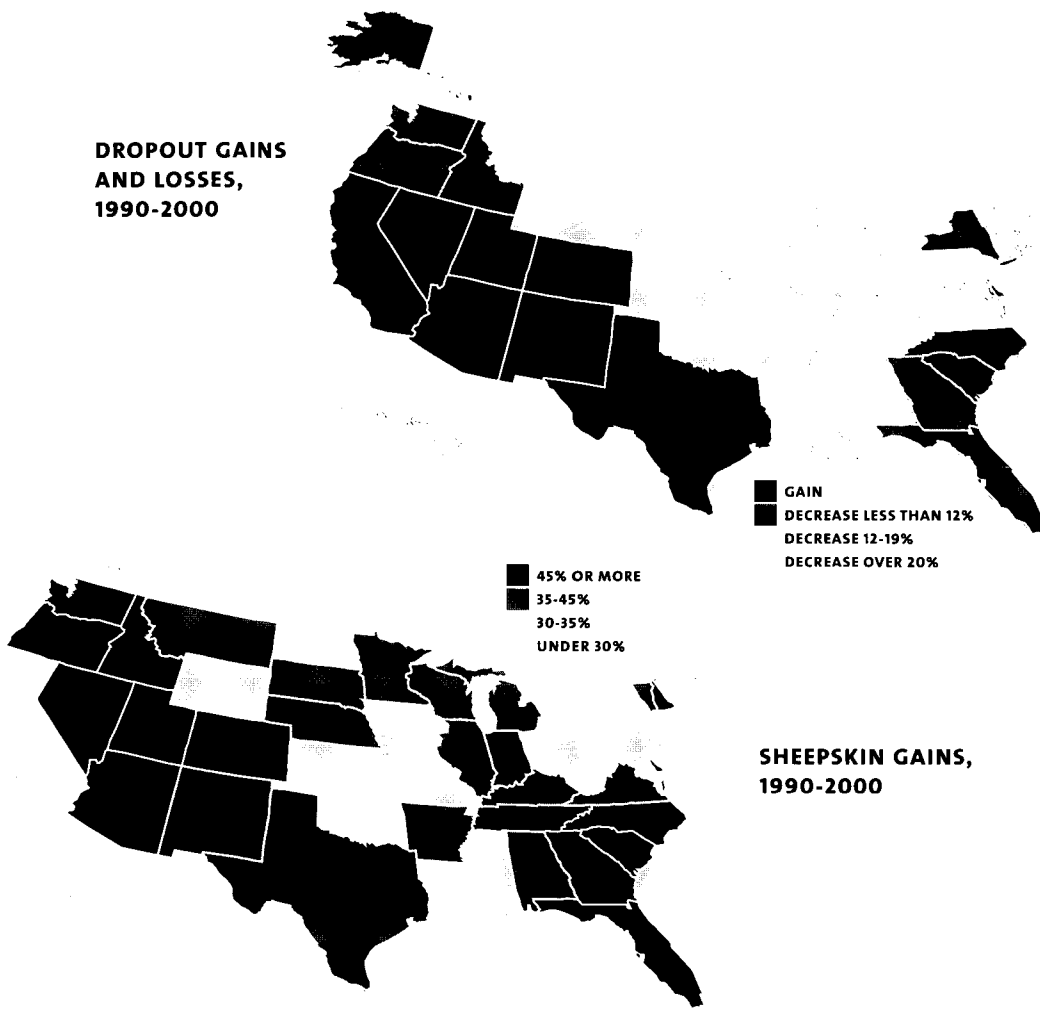 DROPOUT GAINS
AND LOSSES,
1990-2000
GAIN
DECREASE LESS THAN 12%
DECREASE 12-19%
DECREASE OVER 20%
45% OR MORE
35-45%
30-35%
UNDER 30%
SHEEPSKIN GAINS,
1990-2000